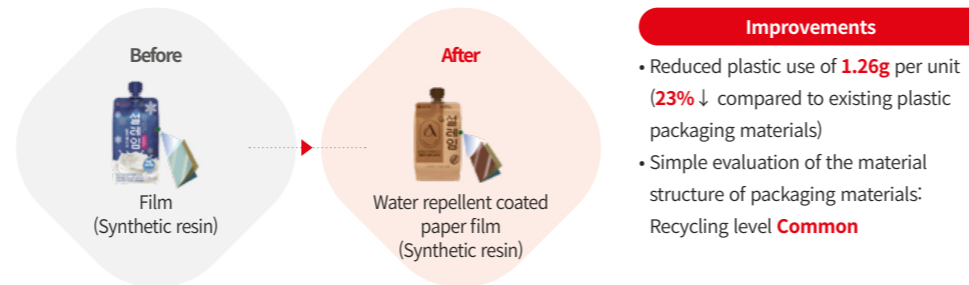 Before
설레임
Film
(Synthetic resin)
After
설레임
Water repellent coated
paper film
(Synthetic resin)
Improvements
• Reduced plastic use of 1.26g per unit
(23%↓ compared to existing plastic
packaging materials)
• Simple evaluation of the material
structure of packaging materials:
Recycling level Common